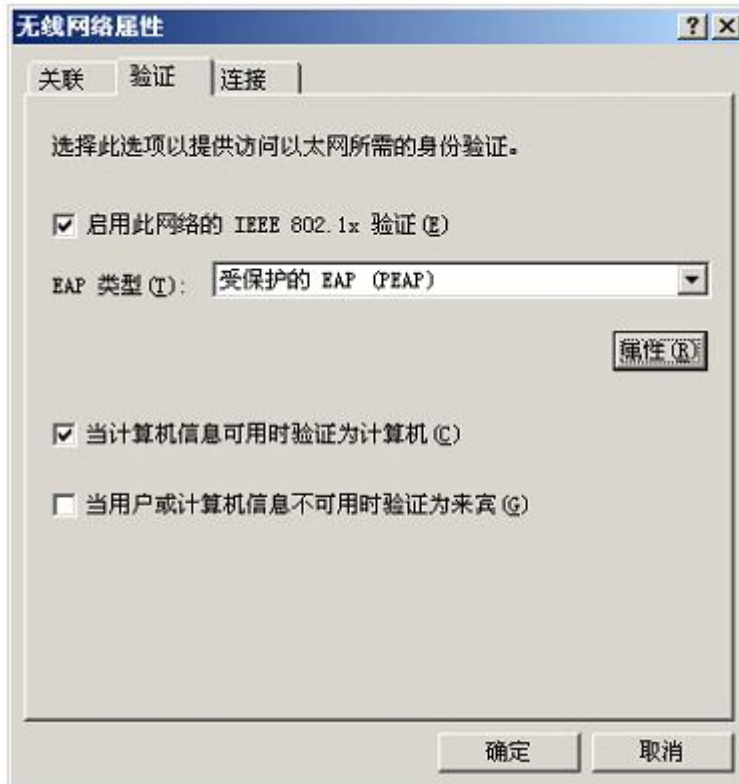 无线网络属性
关联 验证 连接
选择此选项以提供访问以太网所需的身份验证。
启用此网络的 IEEE 802.1x 验证(E)
EAP 类型(T): 受保护的 EAP (PEAP)
属性(R)
当计算机信息可用时验证为计算机(C)
当用户或计算机信息不可用时验证为来宾(G)
确定 取消